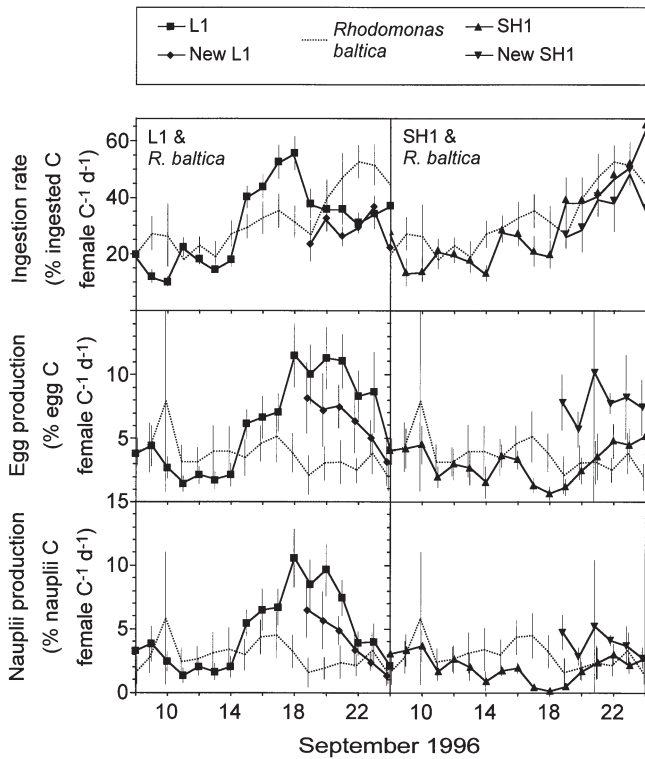 L1
New L1
Rhodomonas
baltica
SH1
New SH1
L1 &
R. baltica
SH1 &
R. baltica
Ingestion rate
(% ingested C
female C-1 d-1)
60
40
20
Egg production
(% egg C
female C-1 d-1)
10
5
15
Nauplii production
(% nauplii C
female C-1 d-1)
10
5
0
10
14
18
22
10
14
18
22
September 1996